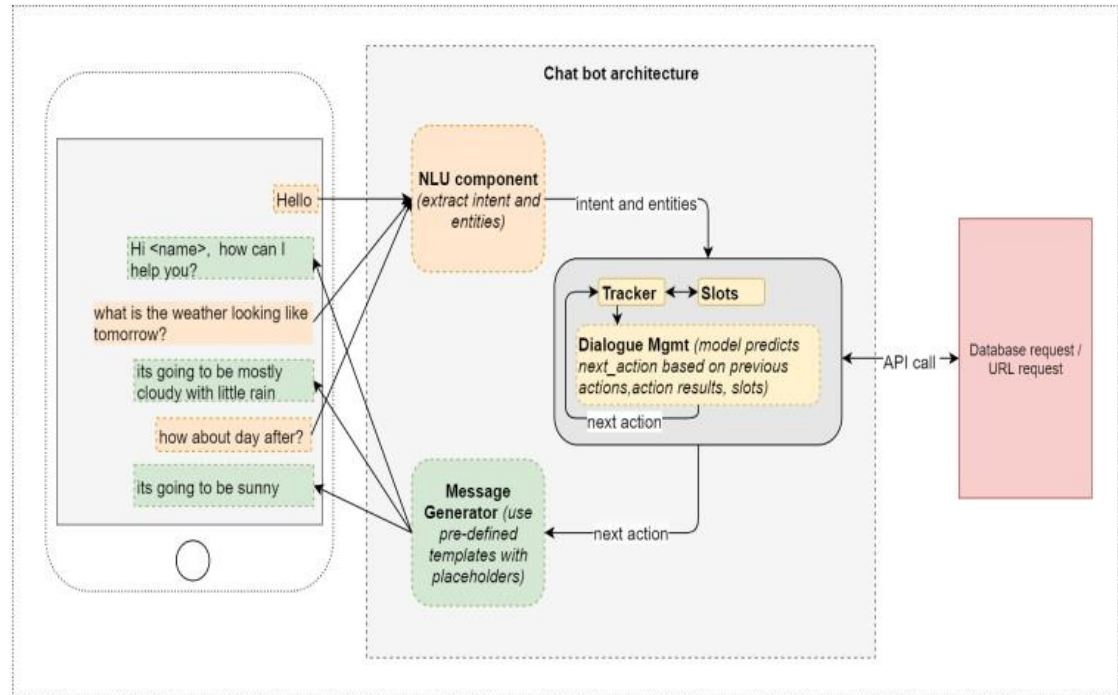 Chat bot architecture
Hello
Hi <name>,  how can I
help you?
what is the weather looking like
tomorrow?
its going to be mostly
cloudy with little rain
how about day after?
its going to be sunny
NLU component
(extract intent and
entities)
intent and entities
Tracker
Slots
Dialogue Mgmt (model predicts
next_action based on previous
actions,action results, slots)
next action
API call
Database request /
URL request
Message
Generator (use
pre-defined
templates with
placeholders)
next action